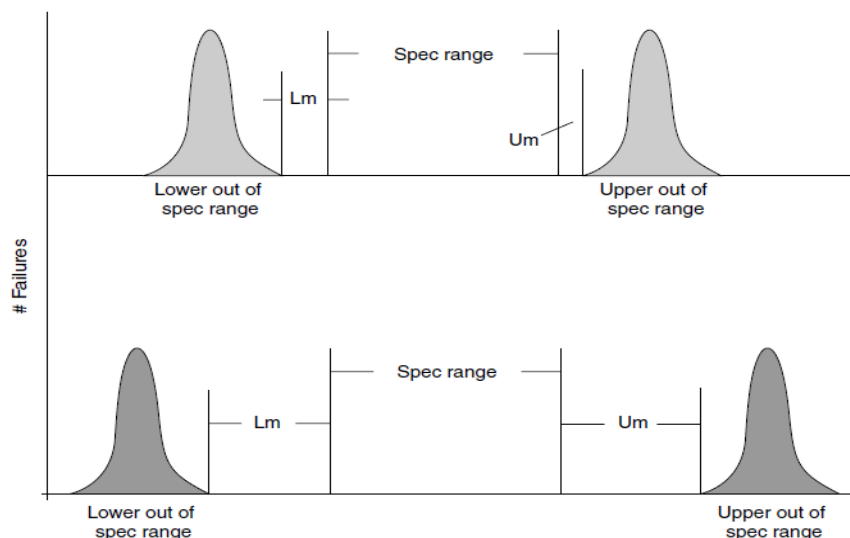 Spec range
Lm
Um
Lower out of
spec range
Upper out of
spec range
# Failures
Spec range
Lm
Um
Lower out of
spec range
Upper out of
spec range